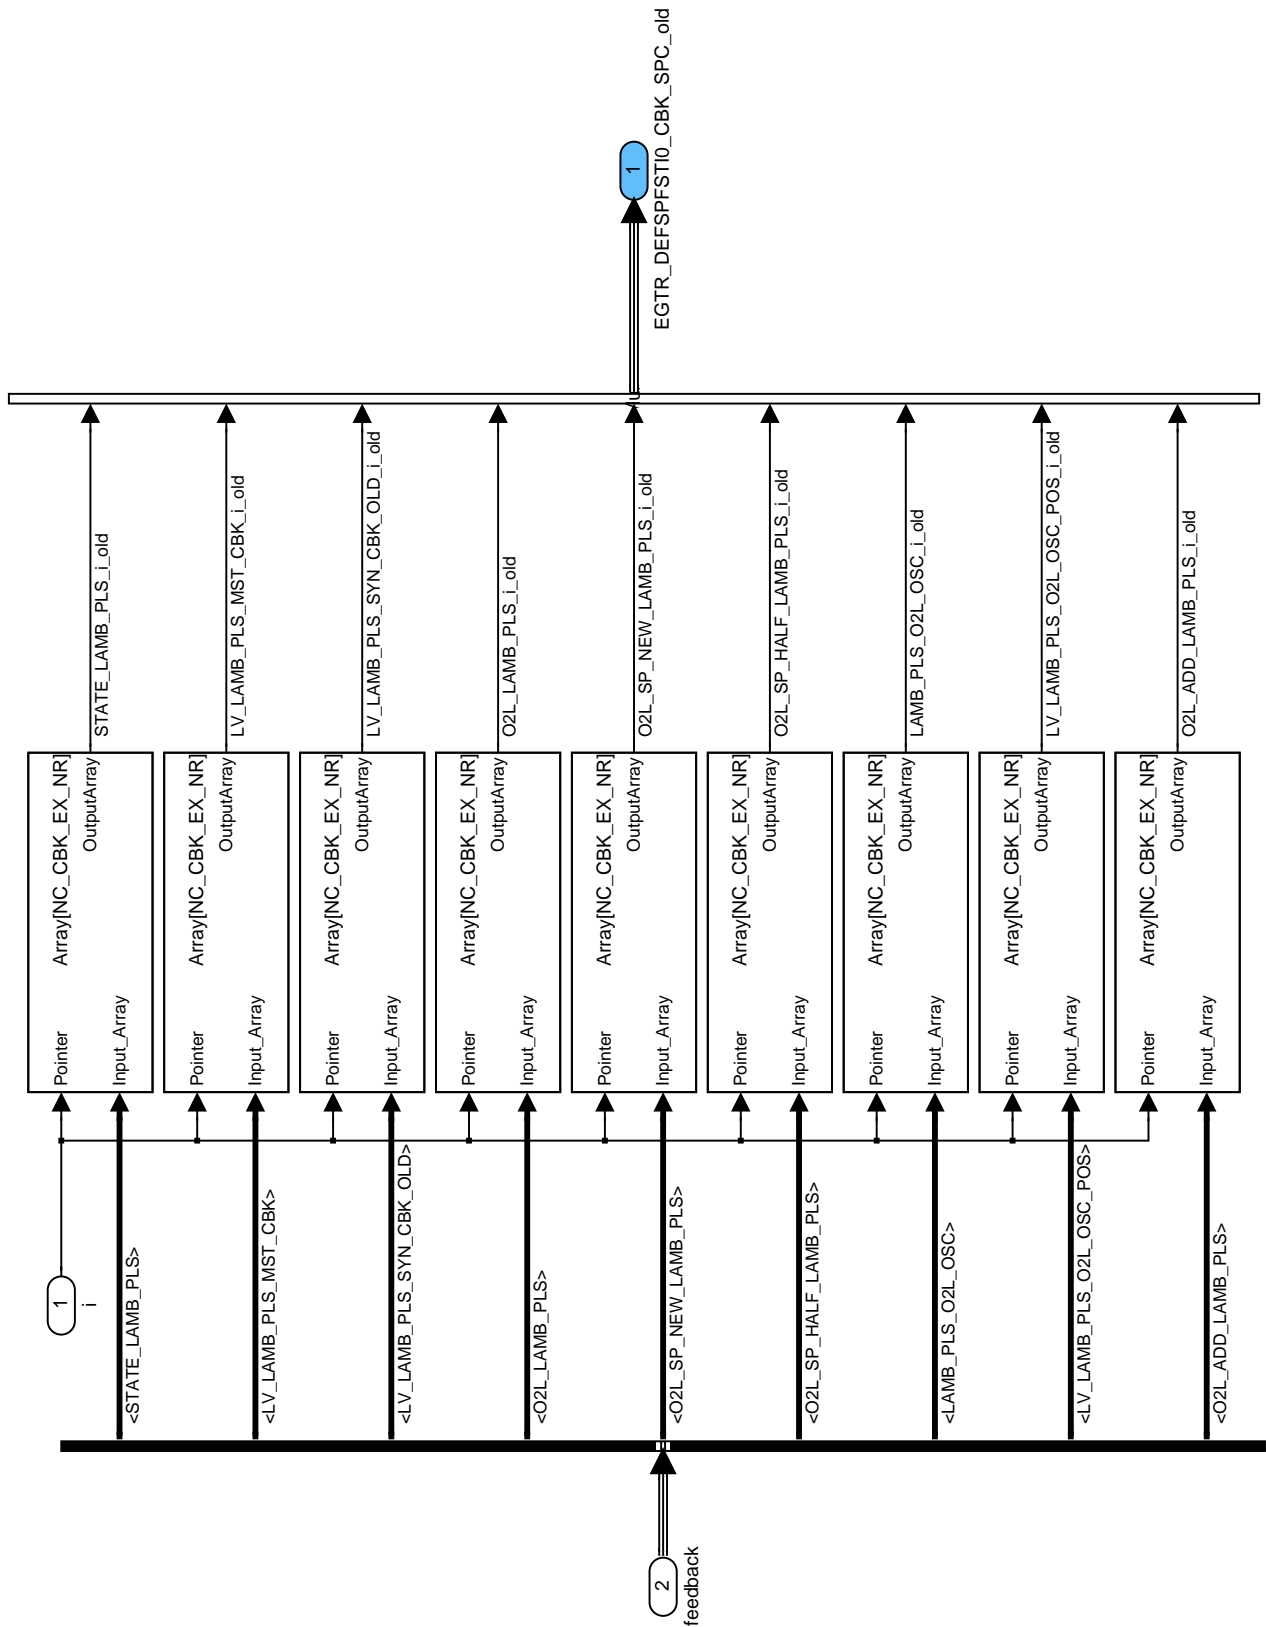 1
i
<STATE_LAMB_PLS>
Pointer
Input_Array
Array[NC_CBK_EX_NR]
OutputArray
STATE_LAMB_PLS_i_old
<LV_LAMB_PLS_MST_CBK>
Pointer
Input_Array
Array[NC_CBK_EX_NR]
OutputArray
LV_LAMB_PLS_MST_CBK_i_old
<LV_LAMB_PLS_SYN_CBK_OLD>
Pointer
Input_Array
Array[NC_CBK_EX_NR]
OutputArray
LV_LAMB_PLS_SYN_CBK_OLD_i_old
<O2L_LAMB_PLS>
Pointer
Input_Array
Array[NC_CBK_EX_NR]
OutputArray
O2L_LAMB_PLS_i_old
2
feedback
<O2L_SP_NEW_LAMB_PLS>
Pointer
Input_Array
Array[NC_CBK_EX_NR]
OutputArray
O2L_SP_NEW_LAMB_PLS_i_old
1
EGTR_DEFSPFSTI0_CBK_SPC_old
<O2L_SP_HALF_LAMB_PLS>
Pointer
Input_Array
Array[NC_CBK_EX_NR]
OutputArray
O2L_SP_HALF_LAMB_PLS_i_old
<LAMB_PLS_O2L_OSC>
Pointer
Input_Array
Array[NC_CBK_EX_NR]
OutputArray
LAMB_PLS_O2L_OSC_i_old
<LV_LAMB_PLS_O2L_OSC_POS>
Pointer
Input_Array
Array[NC_CBK_EX_NR]
OutputArray
LV_LAMB_PLS_O2L_OSC_POS_i_old
<O2L_ADD_LAMB_PLS>
Pointer
Input_Array
Array[NC_CBK_EX_NR]
OutputArray
O2L_ADD_LAMB_PLS_i_old